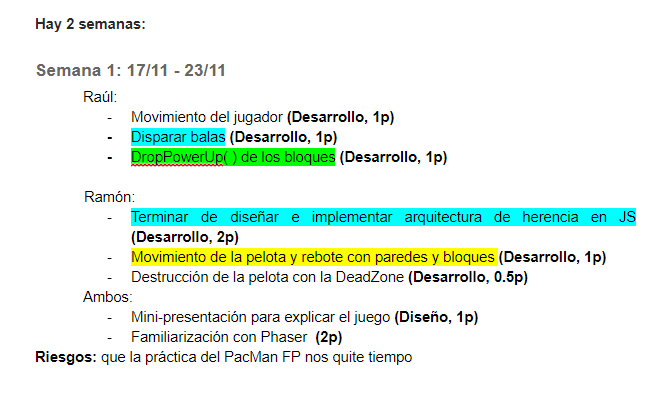 Hay 2 semanas:
Semana 1: 17/11 - 23/11
Raúl:
- Movimiento del jugador (Desarrollo, 1p)
- Disparar balas (Desarrollo, 1p)
- DropPowerUp( ) de los bloques (Desarrollo, 1p)
Ramón:
- Terminar de diseñar e implementar arquitectura de herencia en JS
(Desarrollo, 2p)
- Movimiento de la pelota y rebote con paredes y bloques (Desarrollo, 1p)
- Destrucción de la pelota con la DeadZone (Desarrollo, 0.5p)
Ambos:
- Mini-presentación para explicar el juego (Diseño, 1p)
- Familiarización con Phaser (2p)
Riesgos: que la práctica del PacMan FP nos quite tiempo